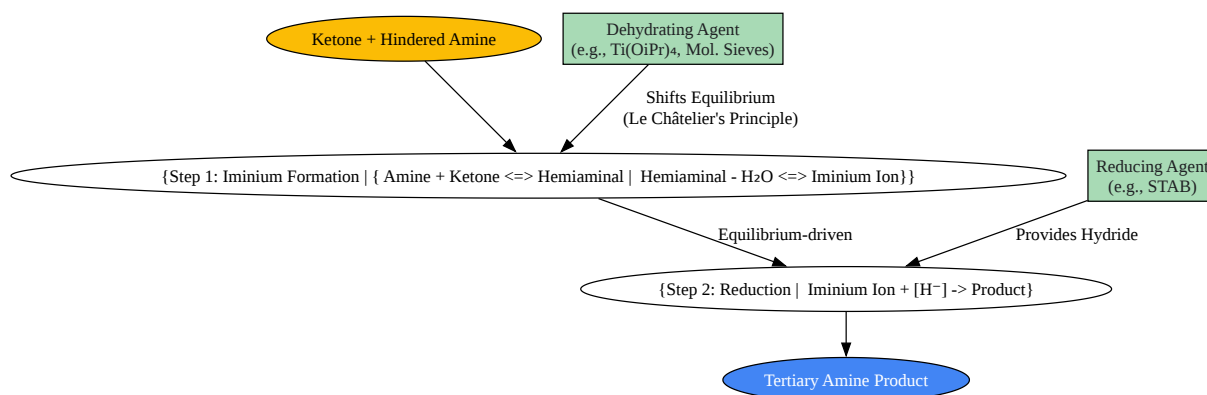 Ketone + Hindered Amine
Dehydrating Agent
(e.g., Ti(OiPr)₄, Mol. Sieves)
Shifts Equilibrium
(Le Châtelier's Principle)
{Step 1: Iminium Formation | { Amine + Ketone <=> Hemiaminal | Hemiaminal - H₂O <=> Iminium Ion}}
Reducing Agent
(e.g., STAB)
Equilibrium-driven
Provides Hydride
{Step 2: Reduction | Iminium Ion + [H⁻] -> Product}
Tertiary Amine Product